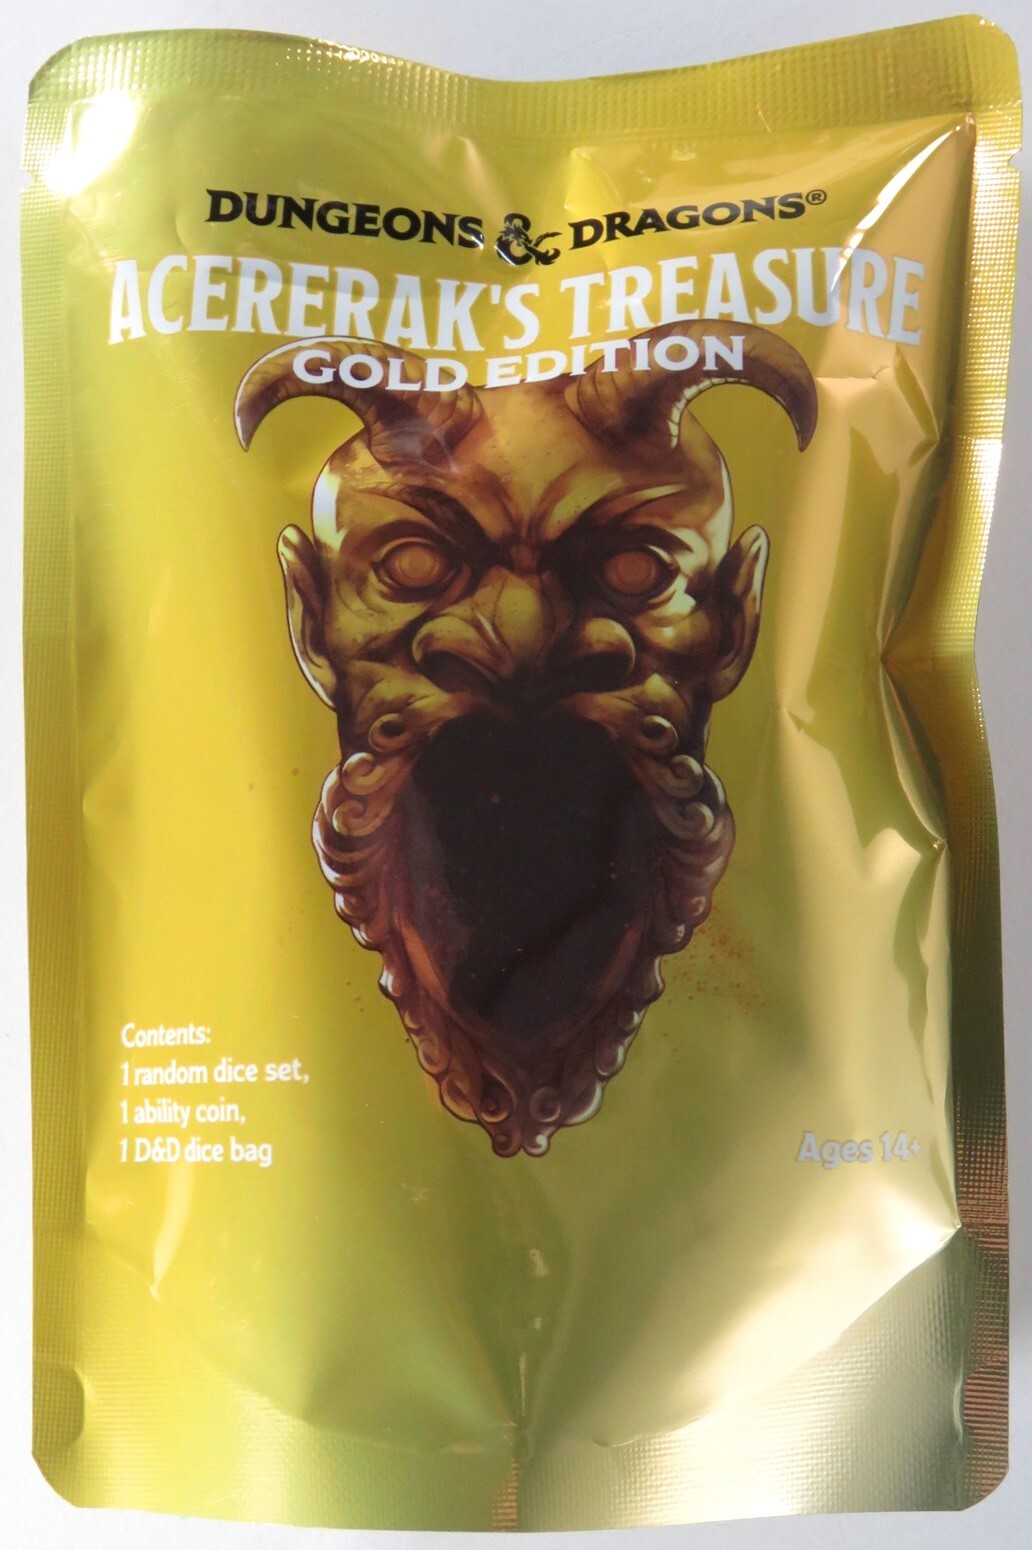 DUNGEONS & DRAGONS®
ACERERAK'S TREASURE
GOLD EDITION
Contents:
1 random dice set,
1 ability coin,
1 D&D dice bag
Ages 14+